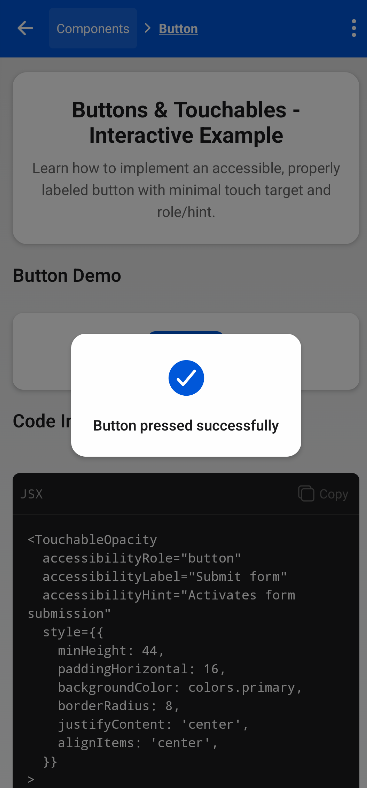 Components > Button
Buttons & Touchables -
Interactive Example
Learn how to implement an accessible, properly
labeled button with minimal touch target and
role/hint.
Button Demo
Button pressed successfully
Code
JSX
Copy
<TouchableOpacity
accessibilityRole="button"
accessibilityLabel="Submit form"
accessibilityHint="Activates form
submission"
style={{
minHeight: 44,
paddingHorizontal: 16,
backgroundColor: colors.primary,
borderRadius: 8,
justifyContent: 'center',
alignItems: 'center',
}}
>